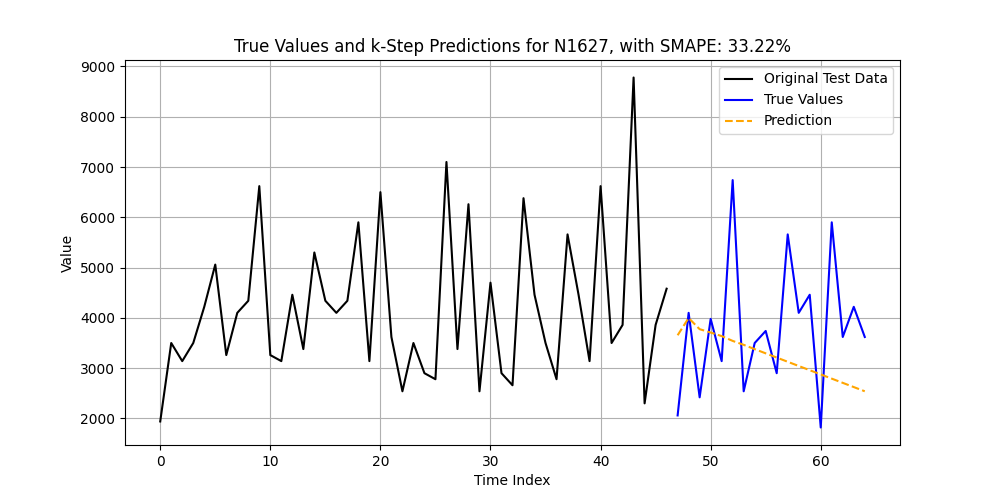 True Values and k-Step Predictions for N1627, with SMAPE: 33.22%
Original Test Data
True Values
Prediction
Value
9000
8000
7000
6000
5000
4000
3000
2000
0 10 20 30 40 50 60
Time Index